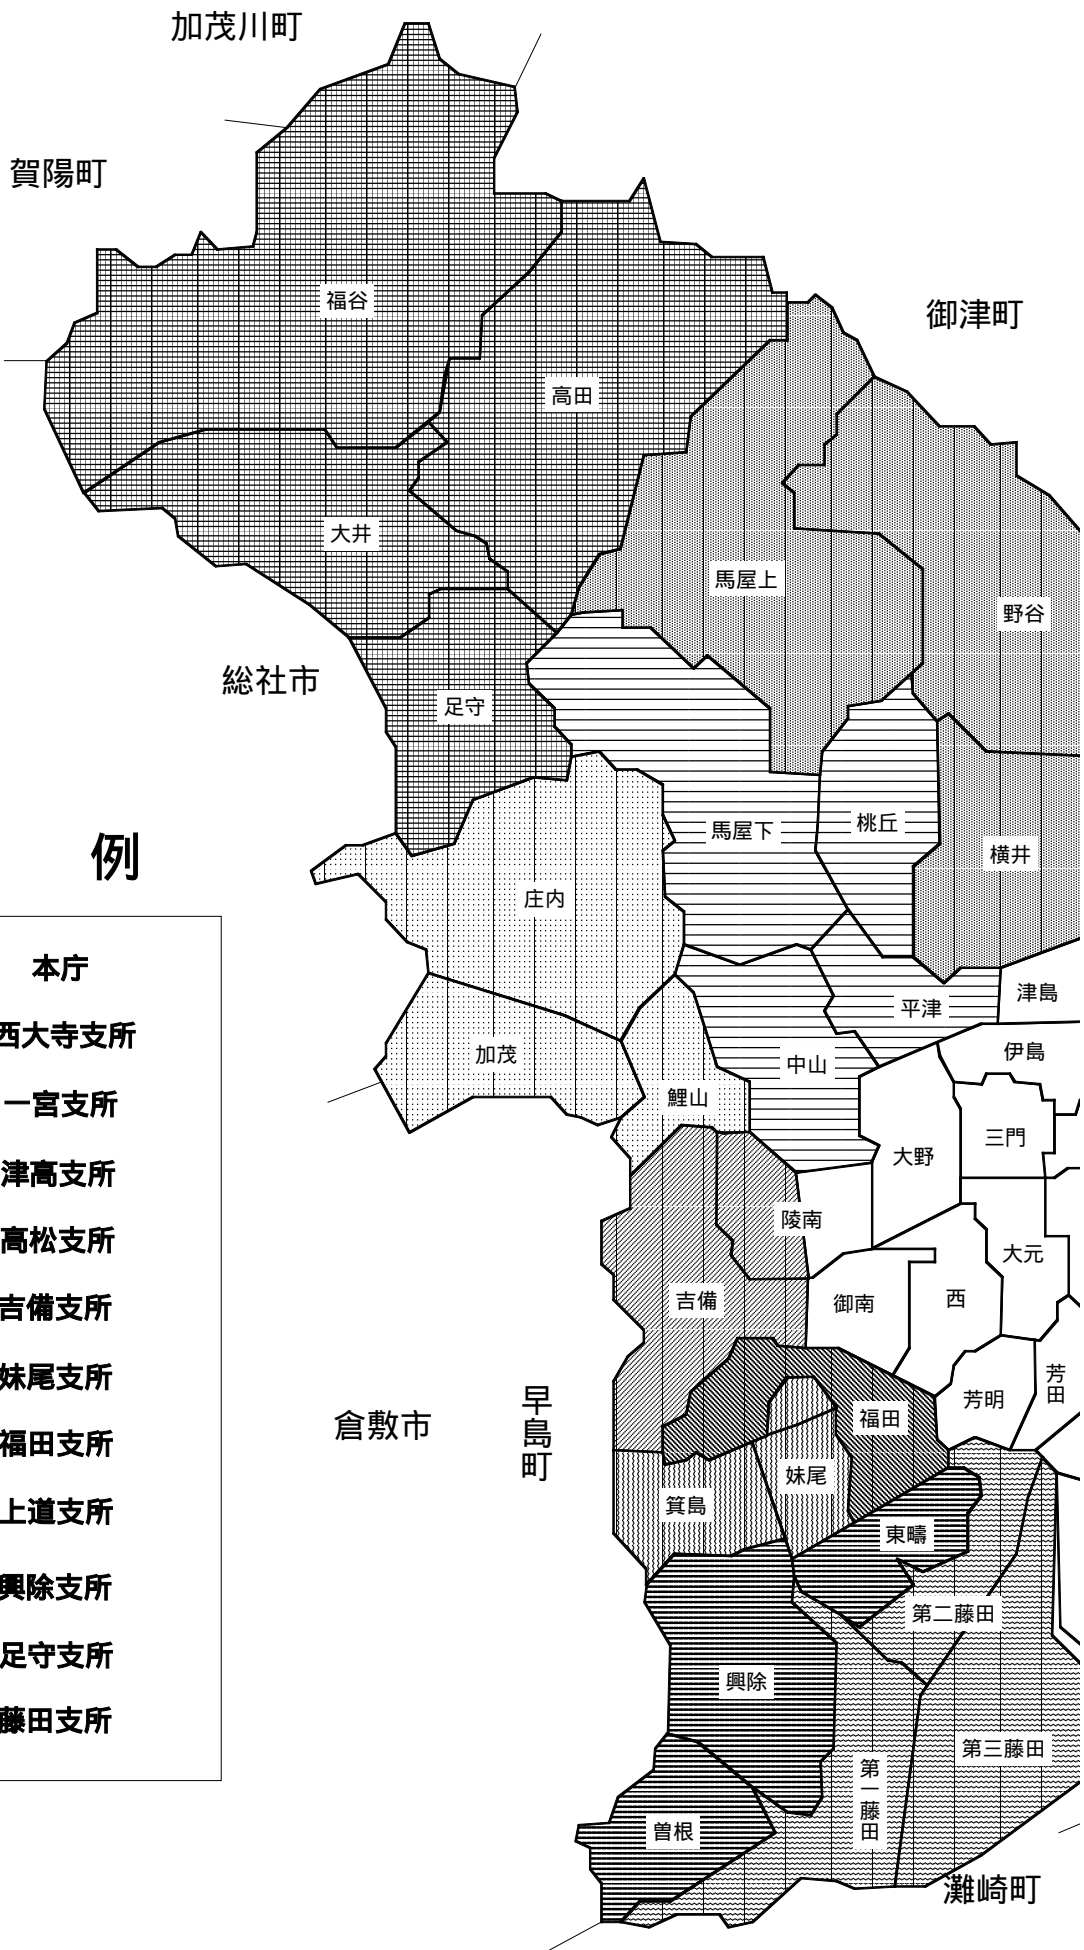 加茂川町
賀陽町
福谷
御津町
高田
大井
馬屋上
野谷
総社市
足守
馬屋下
桃丘
横井
例
庄内
本庁
西大寺支所
一宮支所
津高支所
高松支所
吉備支所
妹尾支所
福田支所
上道支所
興除支所
足守支所
藤田支所
津島
平津
伊島
加茂
中山
鯉山
三門
大野
陵南
大元
吉備
御南
西
芳田
芳明
倉敷市
早島町
福田
妹尾
箕島
東疇
第二藤田
興除
第三藤田
第一藤田
曽根
灘崎町